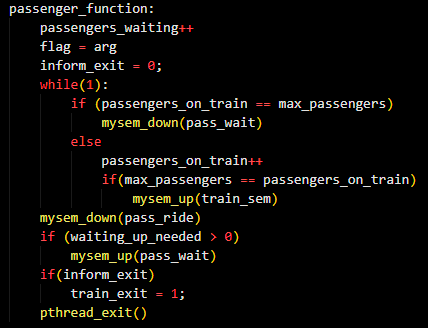 passenger_function:
    passengers_waiting++
    flag = arg
    inform_exit = 0;
    while(1):
        if (passengers_on_train == max_passengers)
            mysem_down(pass_wait)
        else
            passengers_on_train++
            if(max_passengers == passengers_on_train)
                mysem_up(train_sem)
    mysem_down(pass_ride)
    if (waiting_up_needed > 0)
        mysem_up(pass_wait)
    if(inform_exit)
        train_exit = 1;
    pthread_exit()